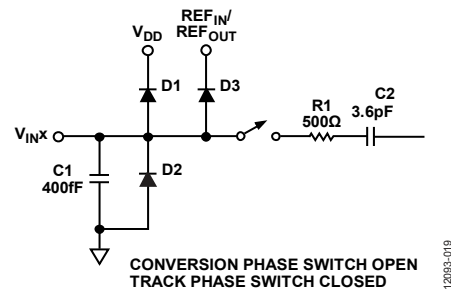 REFIN/
REFOUT
VDD
D1
D3
R1
500Ω
C2
3.6pF
VINX
C1
400fF
D2
CONVERSION PHASE SWITCH OPEN
TRACK PHASE SWITCH CLOSED
12093-019